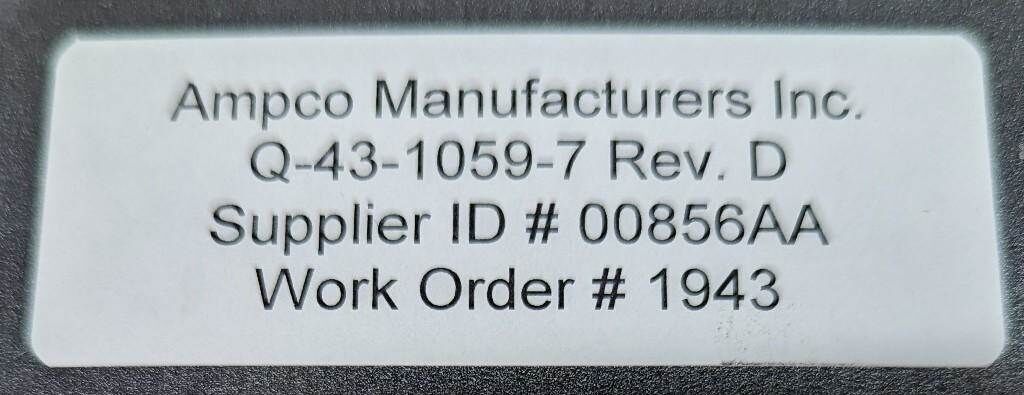 Ampco Manufacturers Inc.
Q-43-1059-7 Rev. D
Supplier ID # 00856AA
Work Order # 1943